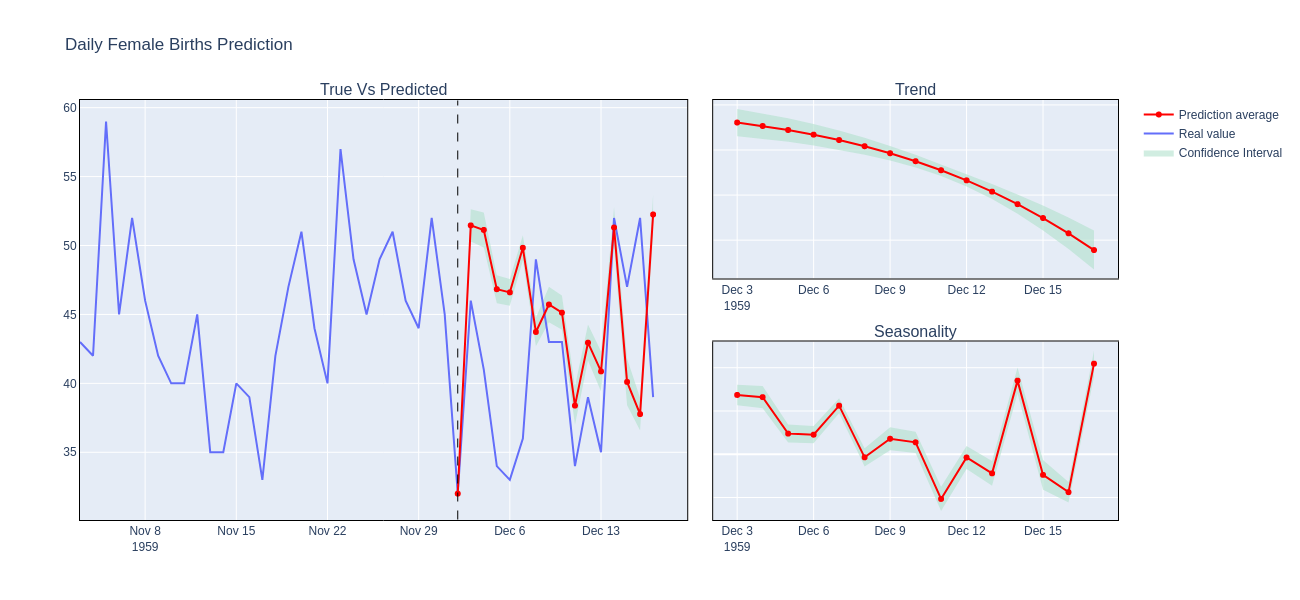 Daily Female Births Prediction
True Vs Predicted
60
55
50
45
40
35
Nov 8
1959
Nov 15
Nov 22
Nov 29
Dec 6
Dec 13
Trend
Dec 3
1959
Dec 6
Dec 9
Dec 12
Dec 15
Seasonality
Dec 3
1959
Dec 6
Dec 9
Dec 12
Dec 15
Prediction average
Real value
Confidence Interval